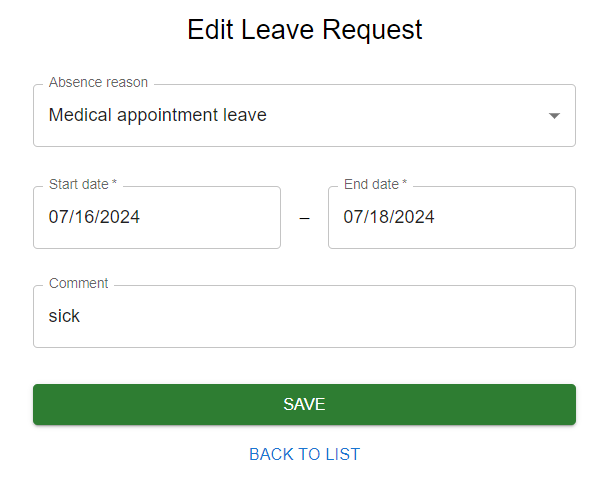 Edit Leave Request
Absence reason
Medical appointment leave
Start date *
07/16/2024
–
End date *
07/18/2024
Comment
sick
SAVE
BACK TO LIST